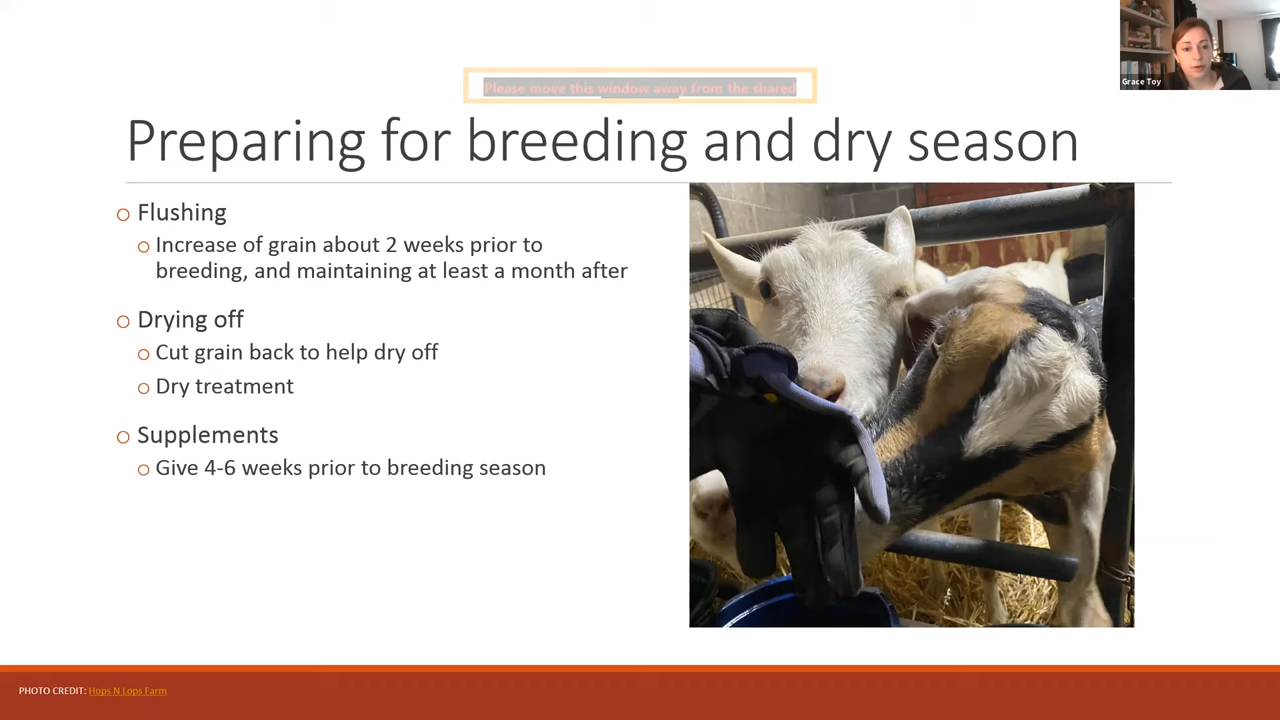 Grace Toy
Please move this window away from the shared
Preparing for breeding and dry season
Flushing
Increase of grain about 2 weeks prior to
breeding, and maintaining at least a month after
Drying off
Cut grain back to help dry off
Dry treatment
Supplements
Give 4-6 weeks prior to breeding season
PHOTO CREDIT: Hops N Lops Farm